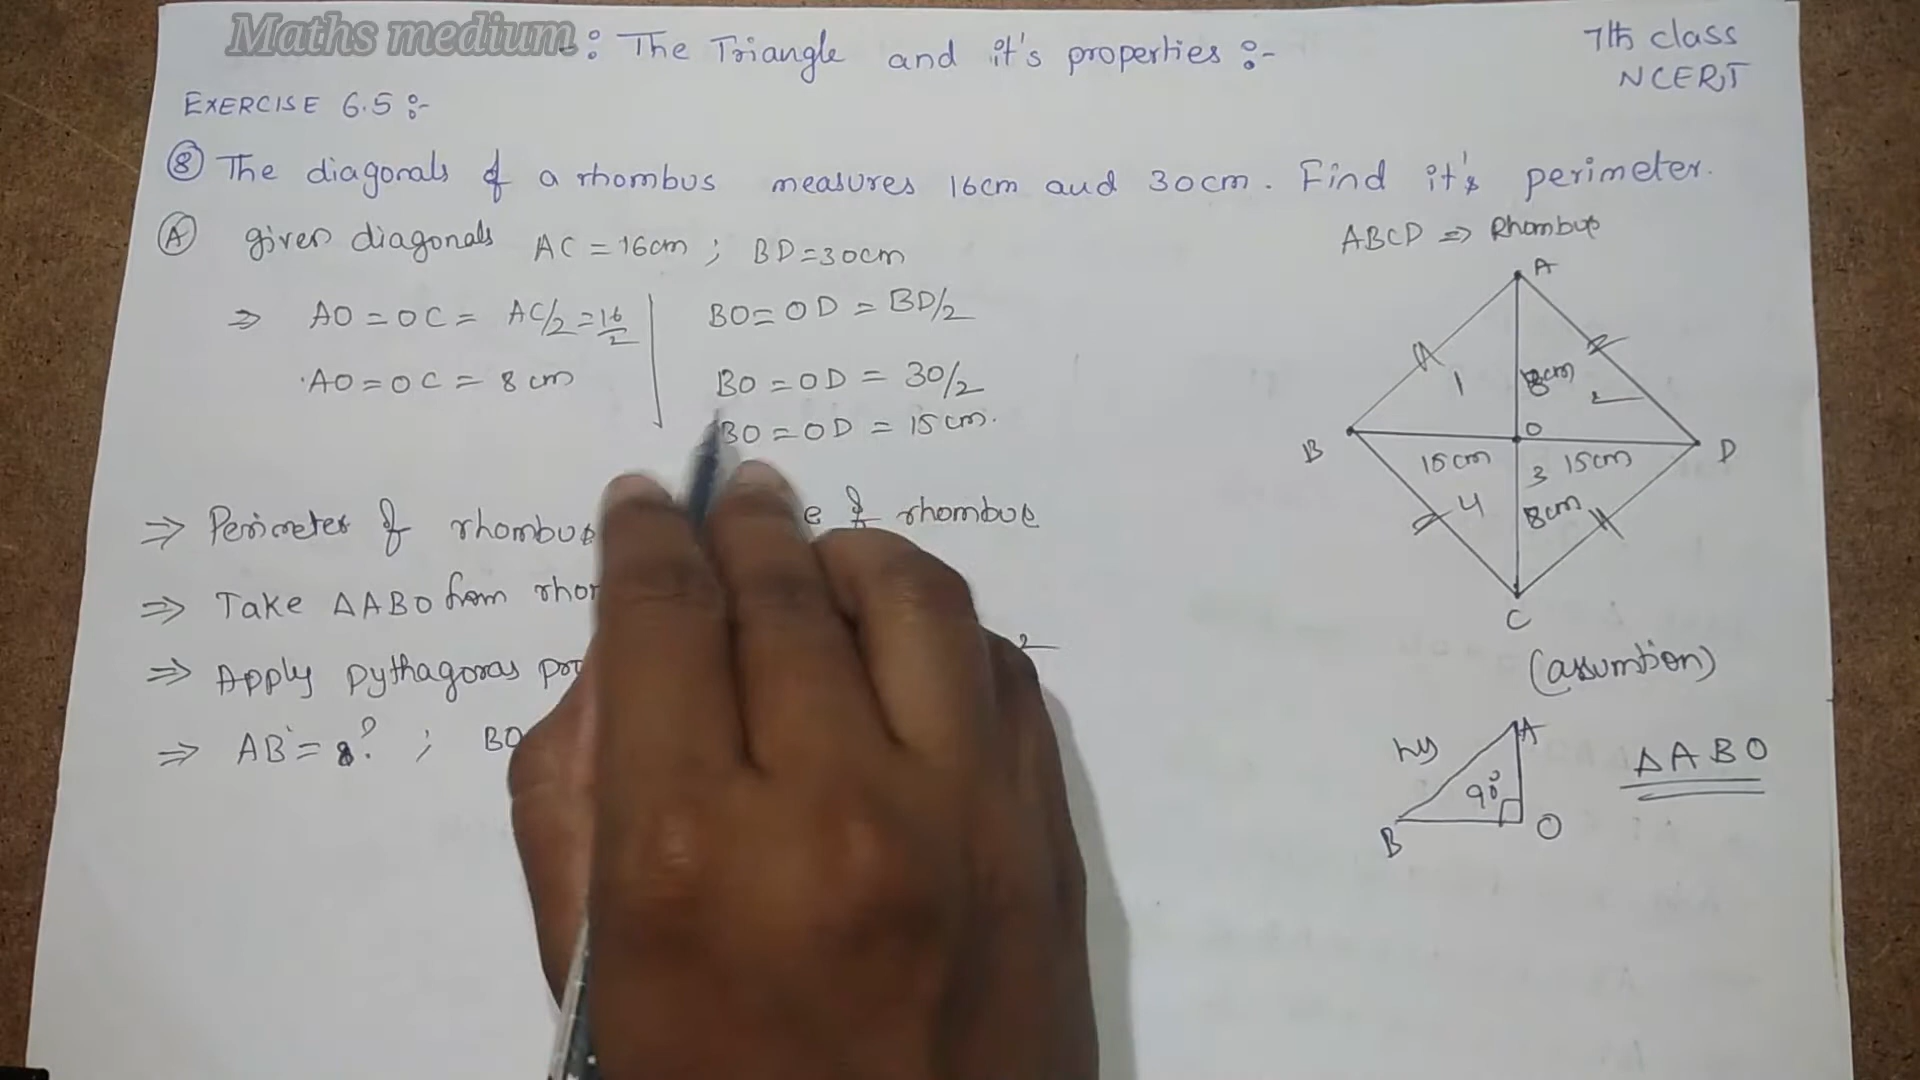 Maths medium
-: The Triangle and it's properties :-
7th class
NCERT
EXERCISE 6.5 :-
⑧ The diagonals of a rhombus measures 16cm and 30cm. Find it's perimeter.
Ⓐ given diagonals AC = 16cm ; BD = 30cm
⇒ AO = OC = AC/2 = 16/2
AO = OC = 8 cm
BO = OD = BD/2
BO = OD = 30/2
BO = OD = 15 cm.
⇒ Perimeter of rhombus
of rhombus
⇒ Take ΔABO from
⇒ Apply pythagoras
2
⇒ AB = ? ; BO
ABCD ⇒ Rhombus
A
1
8cm
2
B
O
D
15cm
3
15cm
4
8cm
C
(assumtion)
hy
A
90°
B
O
ΔABO